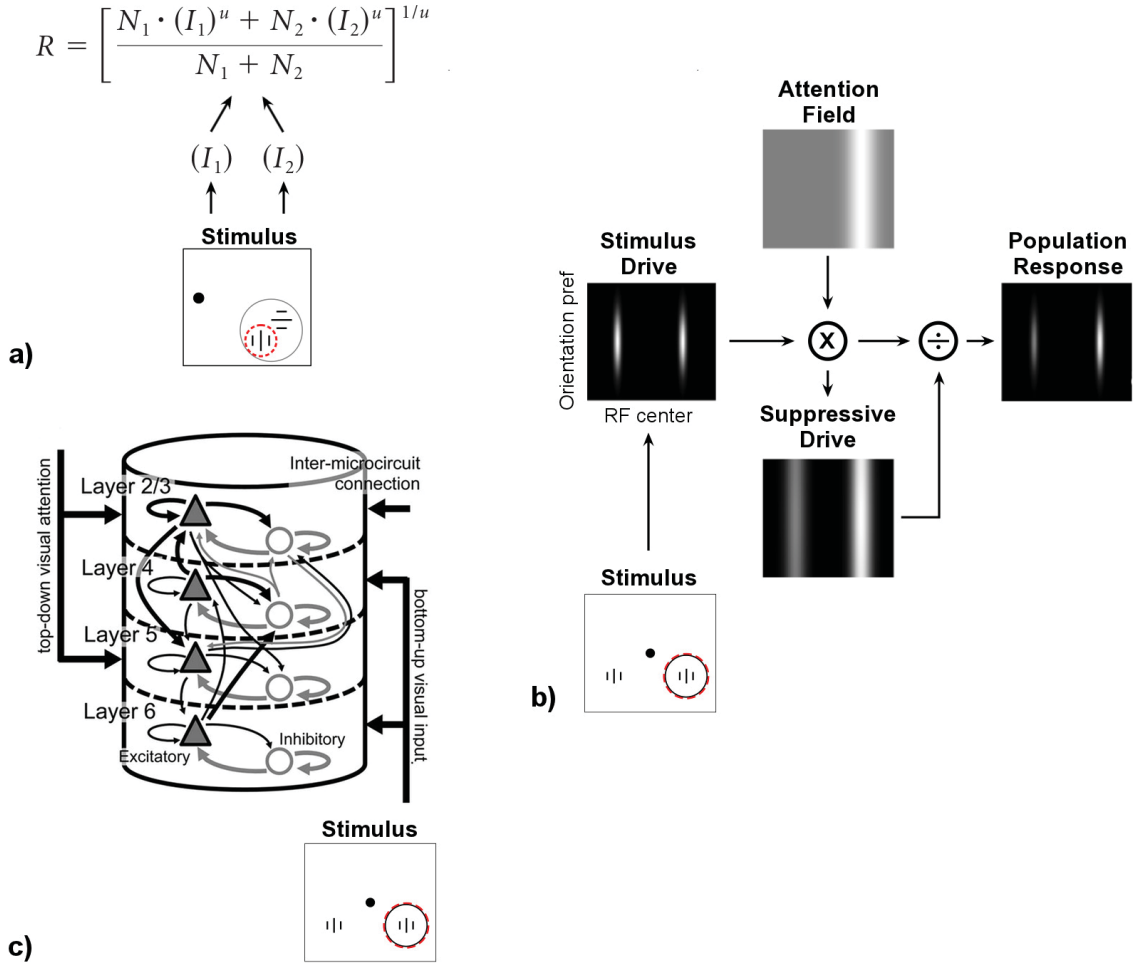 R = [ N₁ · (I₁)ᵘ + N₂ · (I₂)ᵘ / N₁ + N₂ ]^1/u
(I₁) (I₂)
Stimulus
a)
Attention
Field
Stimulus
Drive
Population
Response
Orientation pref
X
÷
RF center
Suppressive
Drive
Stimulus
b)
top-down visual attention
Inter-microcircuit
connection
Layer 2/3
Layer 4
Layer 5
Layer 6
Excitatory
Inhibitory
bottom-up visual input
Stimulus
c)